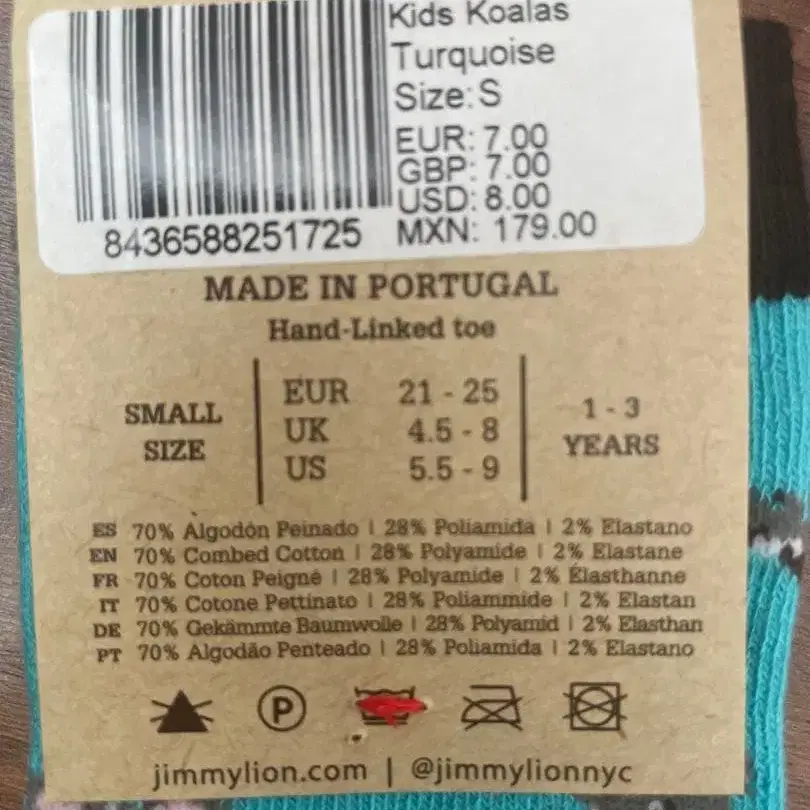 Kids Koalas
Turquoise
Size: S
EUR: 7.00
GBP: 7.00
USD: 8.00
MXN: 179.00
8436588251725
MADE IN PORTUGAL
Hand-Linked toe
SMALL SIZE
EUR 21 - 25
UK 4.5 - 8
US 5.5 - 9
1 - 3 YEARS
ES 70% Algodón Peinado | 28% Poliamida | 2% Elastano
EN 70% Combed Cotton | 28% Polyamide | 2% Elastane
FR 70% Coton Peigné | 28% Polyamide | 2% Élasthanne
IT 70% Cotone Pettinato | 28% Poliammide | 2% Elastan
DE 70% Gekämmte Baumwolle | 28% Polyamid | 2% Elasthan
PT 70% Algodão Penteado | 28% Poliamida | 2% Elastano
P
jimmylion.com | @jimmylionnyc